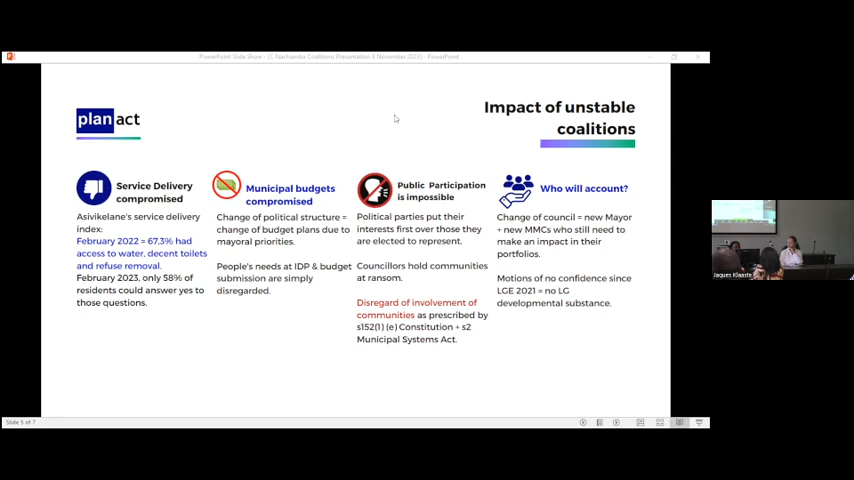 PowerPoint Slide Show - [C Nachamba Coalitions Presentation 6 November 2023] - PowerPoint
plan act
Impact of unstable
coalitions
Service Delivery
compromised
Asivikelane's service delivery
index:
February 2022 = 67,3% had
access to water, decent toilets
and refuse removal.
February 2023, only 58% of
residents could answer yes to
those questions.
Municipal budgets
compromised
Change of political structure =
change of budget plans due to
mayoral priorities.
People's needs at IDP & budget
submission are simply
disregarded.
Public Participation
is impossible
Political parties put their
interests first over those they
are elected to represent.
Councillors hold communities
at ransom.
Disregard of involvement of
communities as prescribed by
s152(1) (e) Constitution + s2
Municipal Systems Act.
Who will account?
Change of council = new Mayor
+ new MMCs who still need to
make an impact in their
portfolios.
Motions of no confidence since
LGE 2021 = no LG
developmental substance.
Jaques Klaaste
Slide 5 of 7